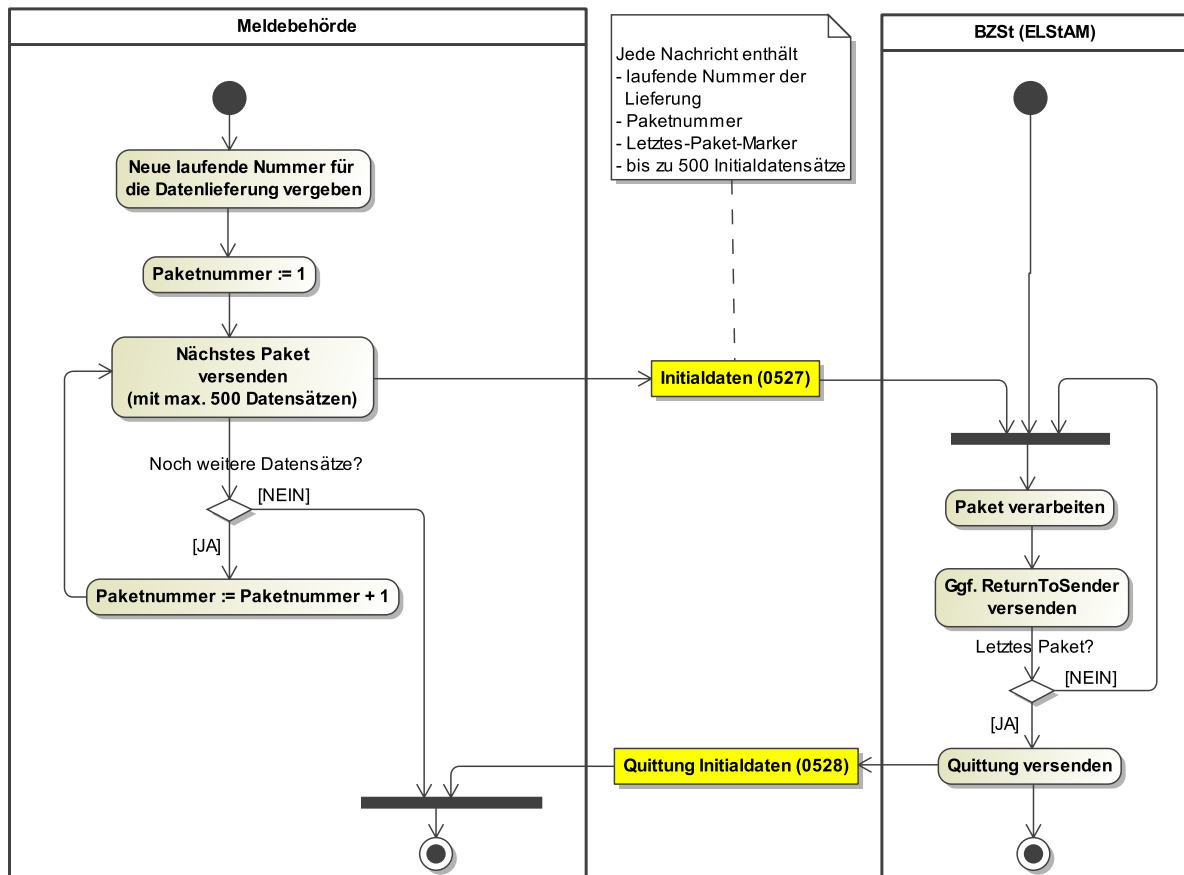 Meldebehörde
Neue laufende Nummer für
die Datenlieferung vergeben
Paketnummer := 1
Nächstes Paket
versenden
(mit max. 500 Datensätzen)
Noch weitere Datensätze?
[NEIN]
[JA]
Paketnummer := Paketnummer + 1
Jede Nachricht enthält
- laufende Nummer der
Lieferung
- Paketnummer
- Letztes-Paket-Marker
- bis zu 500 Initialdatensätze
Initialdaten (0527)
Quittung Initialdaten (0528)
BZSt (ELStAM)
Paket verarbeiten
Ggf. ReturnToSender
versenden
Letztes Paket?
[NEIN]
[JA]
Quittung versenden